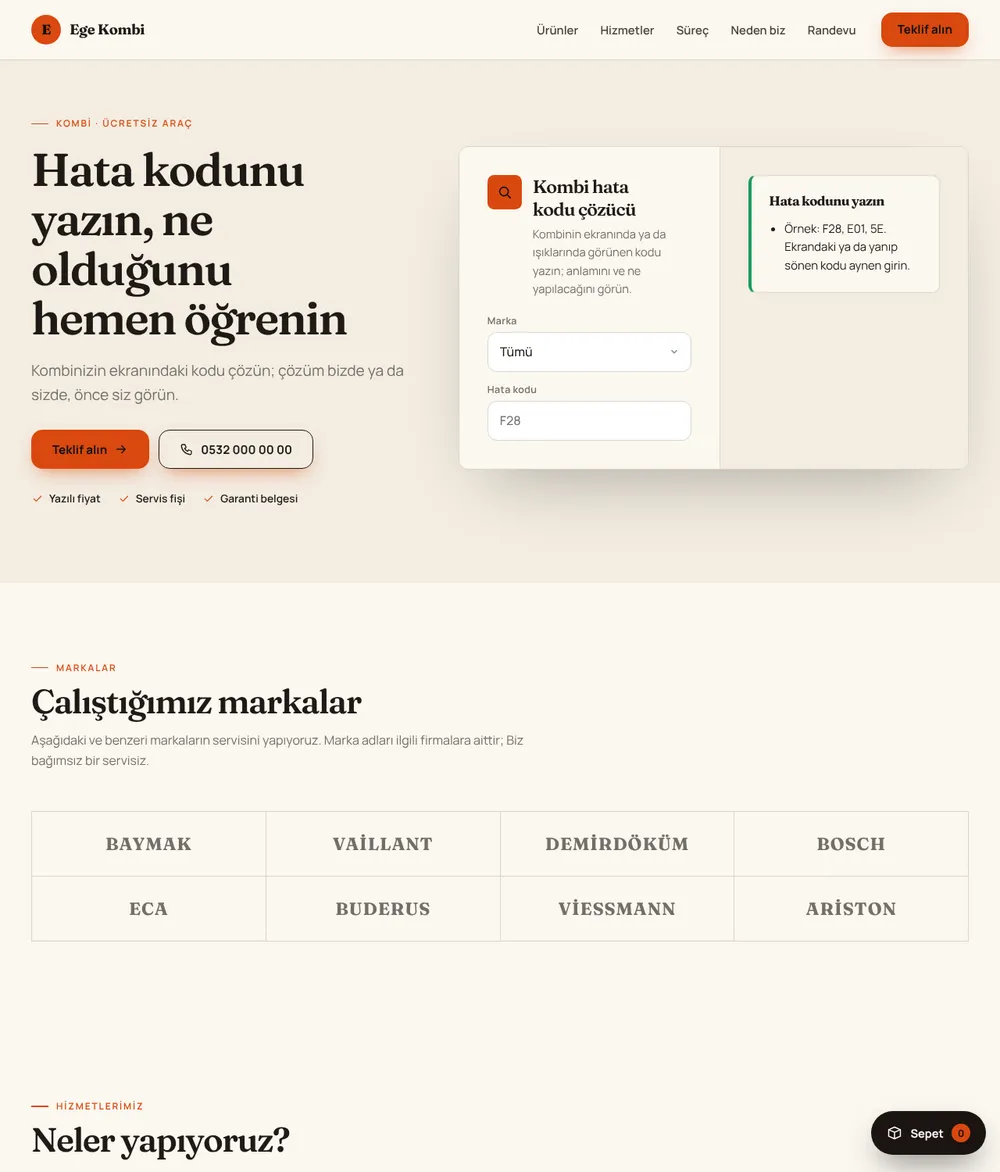 E Ege Kombi
Ürünler Hizmetler Süreç Neden biz Randevu Teklif alın
KOMBİ · ÜCRETSİZ ARAÇ
Hata kodunu
yazın, ne
olduğunu
hemen öğrenin
Kombinizin ekranındaki kodu çözün; çözüm bizde ya da
sizde, önce siz görün.
Teklif alın
0532 000 00 00
Yazılı fiyat
Servis fişi
Garanti belgesi
Kombi hata
kodu çözücü
Kombinin ekranında ya da
ışıklarında görünen kodu
yazın; anlamını ve ne
yapılacağını görün.
Marka
Tümü
Hata kodu
F28
Hata kodunu yazın
• Örnek: F28, E01, 5E.
Ekrandaki ya da yanıp
sönen kodu aynen girin.
MARKALAR
Çalıştığımız markalar
Aşağıdaki ve benzeri markaların servisini yapıyoruz. Marka adları ilgili firmalara aittir; Biz
bağımsız bir servisiz.
BAYMAK VAİLLANT DEMİRDÖKÜM BOSCH
ECA BUDERUS VİESSMANN ARİSTON
HİZMETLERİMİZ
Neler yapıyoruz?
Sepet 0